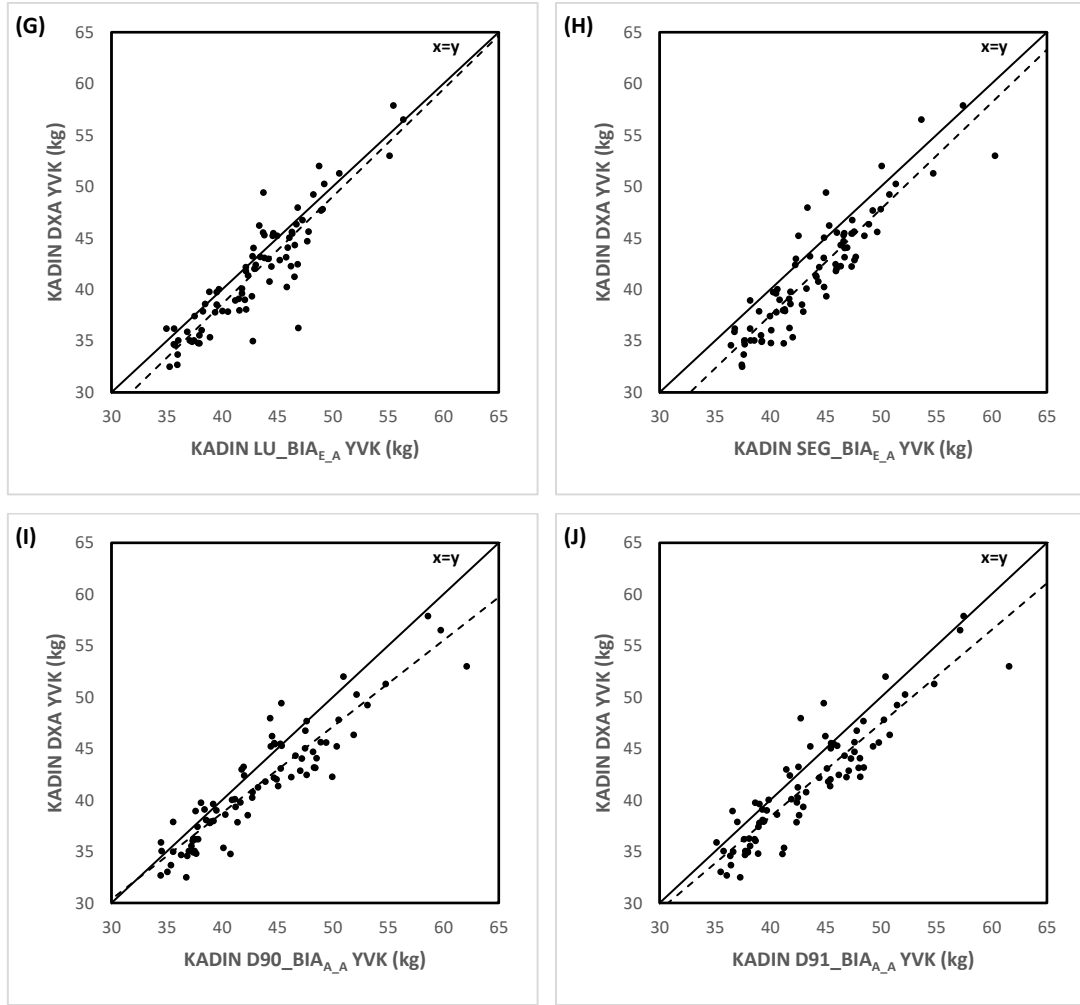 (G)
x=y
65
60
55
50
45
40
35
30
KADIN DXA YVK (kg)
30 35 40 45 50 55 60 65
KADIN LU_BIA_E_A YVK (kg)
(H)
x=y
65
60
55
50
45
40
35
30
KADIN DXA YVK (kg)
30 35 40 45 50 55 60 65
KADIN SEG_BIA_E_A YVK (kg)
(I)
x=y
65
60
55
50
45
40
35
30
KADIN DXA YVK (kg)
30 35 40 45 50 55 60 65
KADIN D90_BIA_A_A YVK (kg)
(J)
x=y
65
60
55
50
45
40
35
30
KADIN DXA YVK (kg)
30 35 40 45 50 55 60 65
KADIN D91_BIA_A_A YVK (kg)